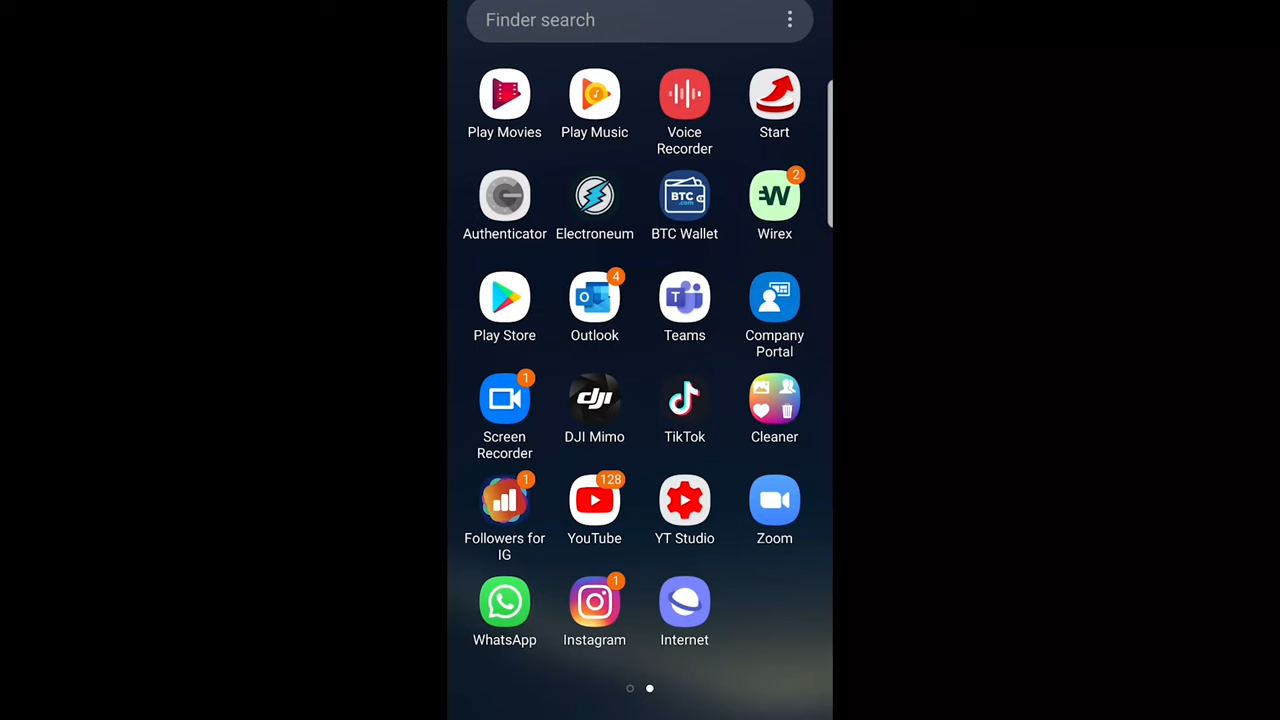 Finder search
Play Movies
Play Music
Voice
Recorder
Start
2
W
BTC
.com
Authenticator
Electroneum
BTC Wallet
Wirex
4
O
T
Play Store
Outlook
Teams
Company
Portal
1
dji
Screen
Recorder
DJI Mimo
TikTok
Cleaner
1
128
Followers for
IG
YouTube
YT Studio
Zoom
1
WhatsApp
Instagram
Internet